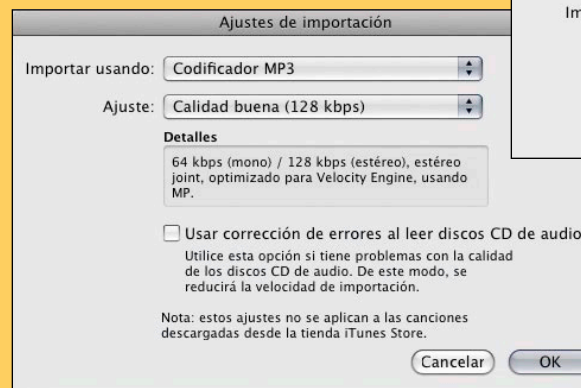 Ajustes de importación
Im
Importar usando: Codificador MP3
Ajuste: Calidad buena (128 kbps)
Detalles
64 kbps (mono) / 128 kbps (estéreo), estéreo
joint, optimizado para Velocity Engine, usando
MP.
Usar corrección de errores al leer discos CD de audio
Utilice esta opción si tiene problemas con la calidad
de los discos CD de audio. De este modo, se
reducirá la velocidad de importación.
Nota: estos ajustes no se aplican a las canciones
descargadas desde la tienda iTunes Store.
Cancelar OK